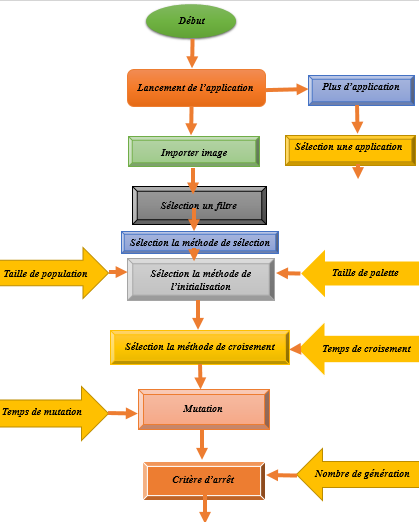 Début
Lancement de l'application
Plus d'application
Importer image
Sélection une application
Sélection un filtre
Sélection la méthode de sélection
Taille de population
Sélection la méthode de
l'initialisation
Taille de palette
Sélection la méthode de croisement
Temps de croisement
Temps de mutation
Mutation
Critère d'arrêt
Nombre de génération